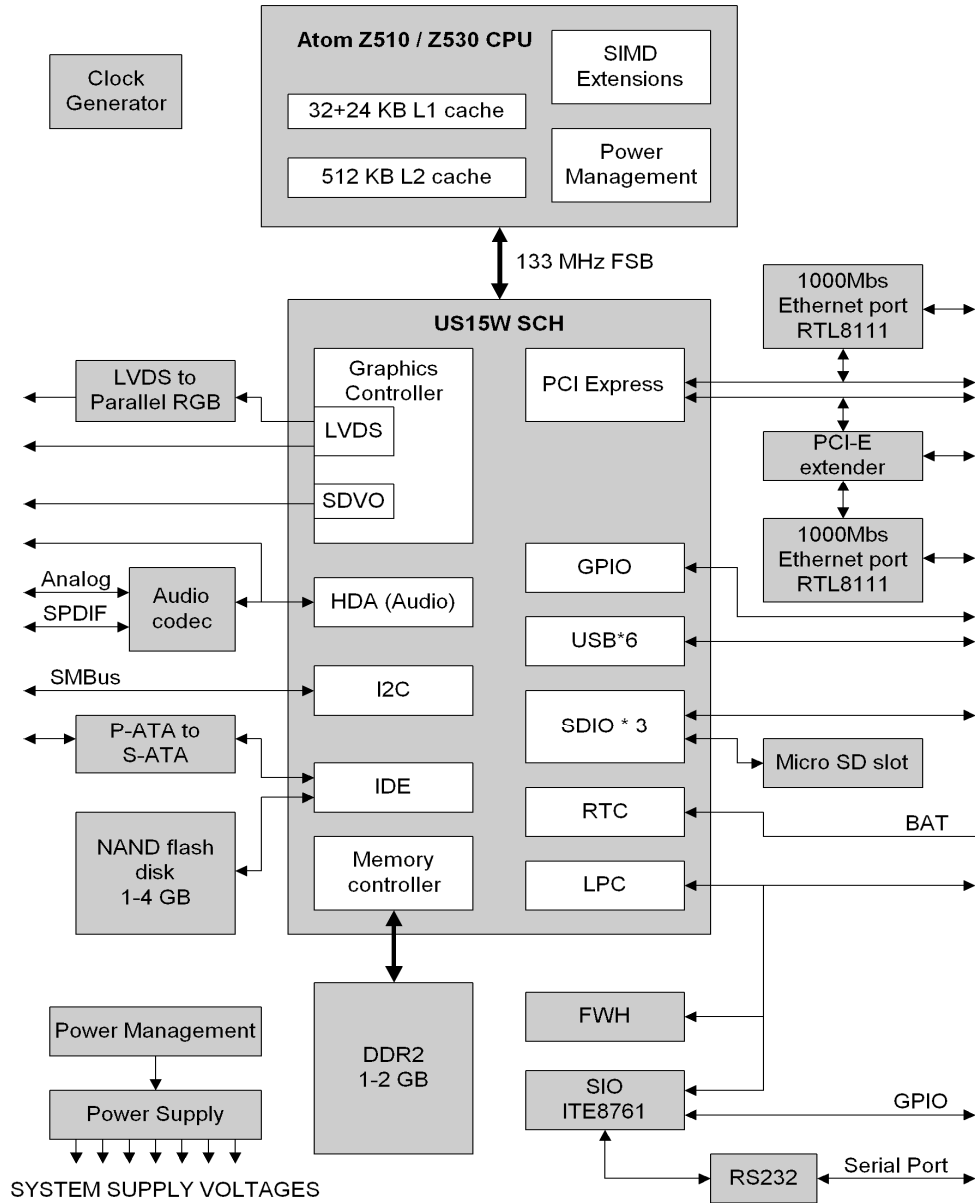 Atom Z510 / Z530 CPU
SIMD
Extensions
Clock
Generator
32+24 KB L1 cache
512 KB L2 cache
Power
Management
133 MHz FSB
US15W SCH
1000Mbs
Ethernet port
RTL8111
LVDS to
Parallel RGB
Graphics
Controller
LVDS
SDVO
PCI Express
PCI-E
extender
1000Mbs
Ethernet port
RTL8111
Analog
SPDIF
Audio
codec
HDA (Audio)
GPIO
USB*6
SMBus
I2C
SDIO * 3
P-ATA to
S-ATA
IDE
Micro SD slot
NAND flash
disk
1-4 GB
RTC
BAT
Memory
controller
LPC
Power Management
Power Supply
SYSTEM SUPPLY VOLTAGES
DDR2
1-2 GB
FWH
SIO
ITE8761
GPIO
RS232
Serial Port